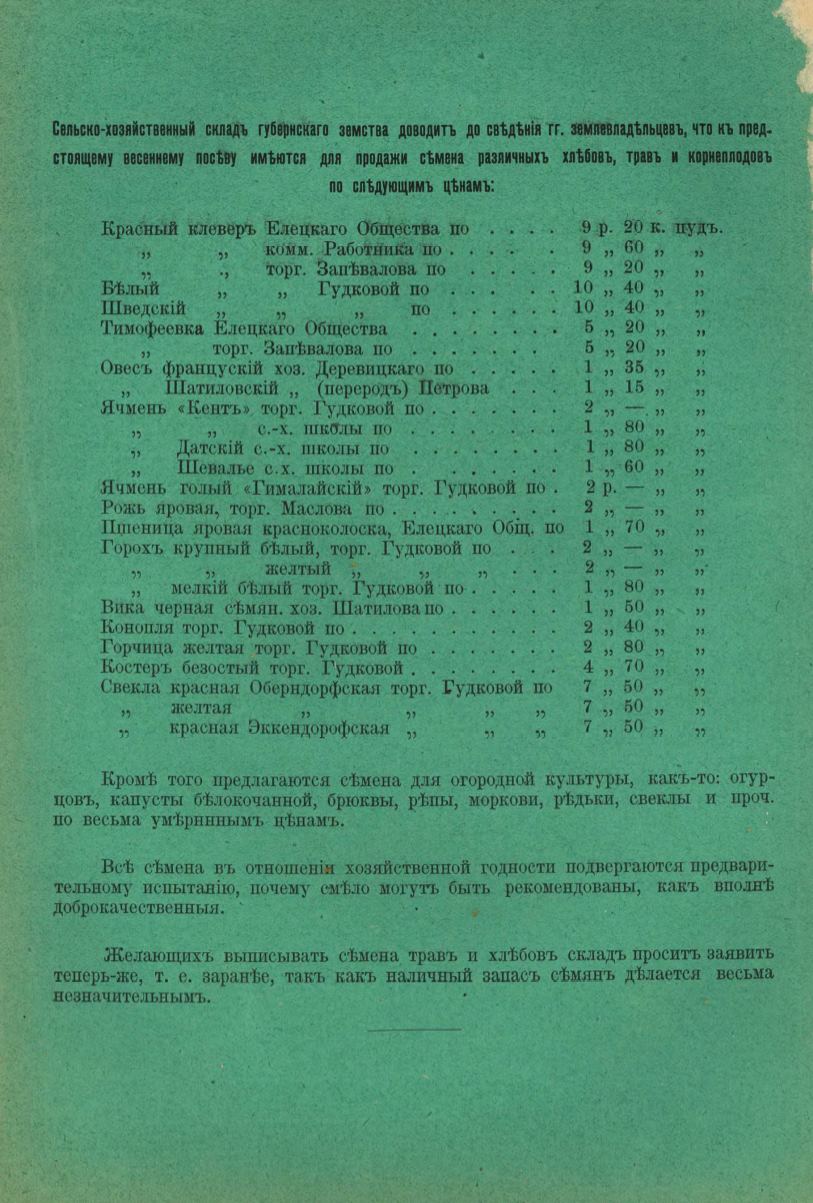 Сельско-хозяйственный складъ губернскаго земства доводитъ до свѣдѣнія гг. землевладѣльцевъ, что къ пред-
стоящему весеннему посѣву имѣются для продажи сѣмена различныхъ хлѣбовъ, травъ и корнеплодовъ
по слѣдующимъ цѣнамъ:
Красный клеверъ Елецкаго Общества по . . . . 9 р. 20 к. пудъ.
„ „ комм. Работника по . . . . . 9 „ 60 „ „
„ „ торг. Запѣвалова по . . . . . 9 „ 20 „ „
Бѣлый „ „ Гудковой по . . . . . 10 „ 40 „ „
Шведскій „ „ „ по . . . . . 10 „ 40 „ „
Тимофеевка Елецкаго Общества . . . . . . . . 5 „ 20 „ „
„ торг. Запѣвалова по . . . . . . . 5 „ 20 „ „
Овесъ француcкій хоз. Деревицкаго по . . . . . 1 „ 35 „ „
„ Шатиловскій „ (перерод) Петрова . . . 1 „ 15 „ „
Ячмень «Кентъ» торг. Гудковой по . . . . . . . 2 „ — „ „
„ „ с.-х. школы по . . . . . . . . 1 „ 80 „ „
„ Датскій с.-х. школы по . . . . . . . . 1 „ 80 „ „
„ Шевалье с.х. школы по . . . . . . . . 1 „ 60 „ „
Ячмень голый «Гималайскій» торг. Гудковой по . 2 р. — „ „
Рожь яровая, торг. Маслова по . . . . . . . . . 2 „ — „ „
Пшеница яровая красноколоска, Елецкаго Общ. по 1 „ 70 „ „
Горохъ крупный бѣлый, торг. Гудковой по . . . 2 „ — „ „
„ „ желтый „ „ „ . . . 2 „ — „ „
„ мелкій бѣлый торг. Гудковой по . . . . . 1 „ 80 „ „
Вика черная сѣмян. хоз. Шатилова по . . . . . . 1 „ 50 „ „
Конопля торг. Гудковой по . . . . . . . . . . . 2 „ 40 „ „
Горчица желтая торг. Гудковой по . . . . . . . 2 „ 80 „ „
Костеръ безостый торг. Гудковой . . . . . . . . 4 „ 70 „ „
Свекла красная Оберндорфская торг. Гудковой по 7 „ 50 „ „
„ желтая „ „ „ „ 7 „ 50 „ „
„ красная Эккендорофская „ „ „ 7 „ 50 „ „
Кромѣ того предлагаются сѣмена для огородной культуры, какъ-то: огур-
цовъ, капусты бѣлокочанной, брюквы, рѣпы, моркови, рѣдьки, свеклы и проч.
по весьма умѣрннымъ цѣнамъ.
Всѣ сѣмена въ отношеніи хозяйственной годности подвергаются предвари-
тельному испытанію, почему смѣло могутъ быть рекомендованы, какъ вполнѣ
доброкачественныя.
Желающихъ выписывать сѣмена травъ и хлѣбовъ складъ проситъ заявить
теперь-же, т. е. заранѣе, такъ какъ наличный запасъ сѣмянъ дѣлается весьма
незначительнымъ.